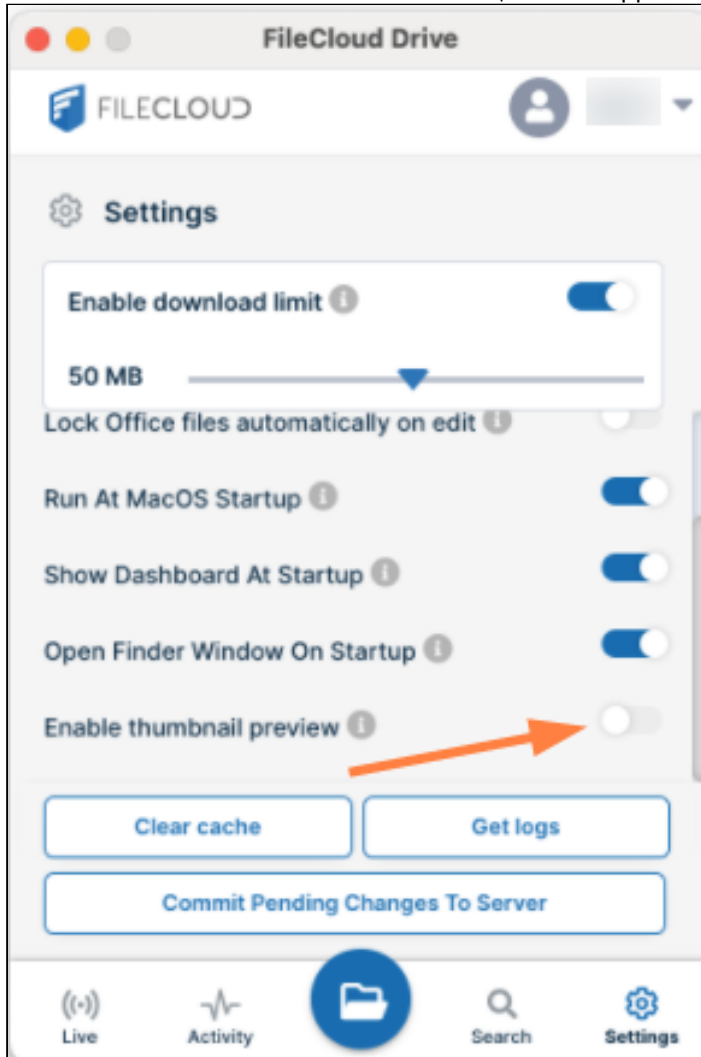 FileCloud Drive
FILECLOUD
Settings
Enable download limit
50 MB
Lock Office files automatically on edit
Run At MacOS Startup
Show Dashboard At Startup
Open Finder Window On Startup
Enable thumbnail preview
Clear cache
Get logs
Commit Pending Changes To Server
Live
Activity
Search
Settings